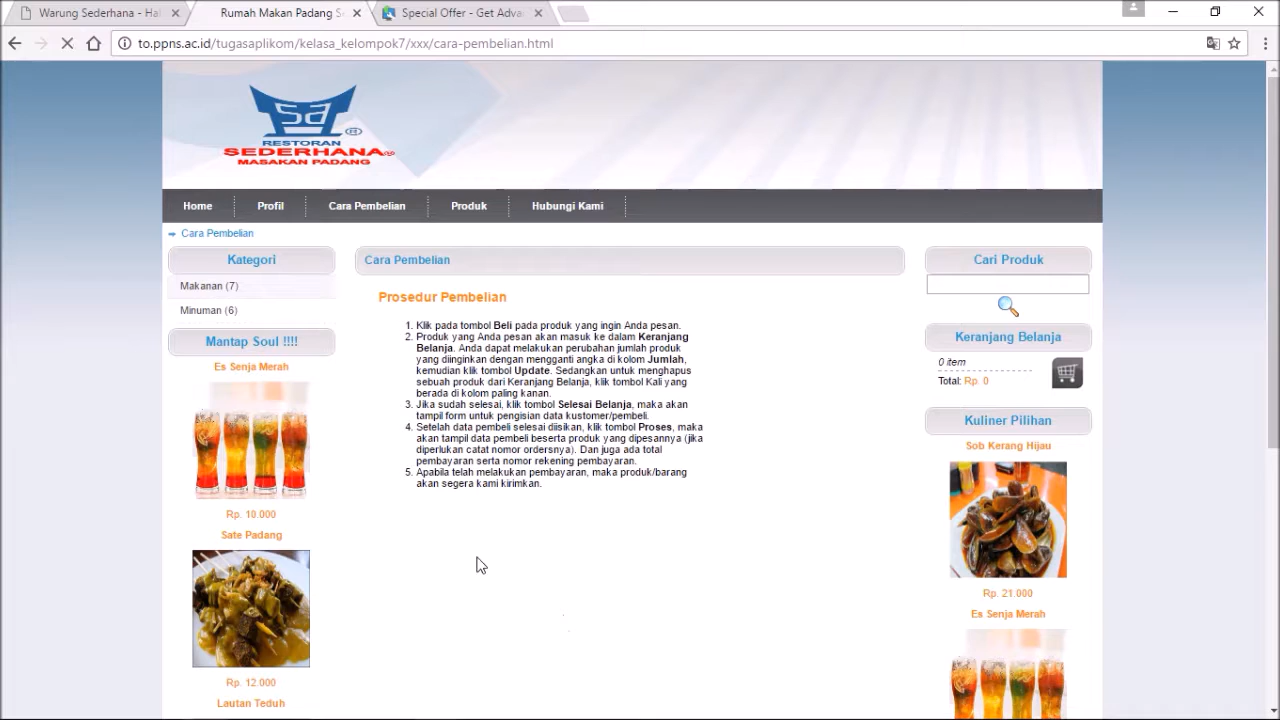 Warung Sederhana - Hal
Rumah Makan Padang Se
Special Offer - Get Adva
to.ppns.ac.id/tugasaplikom/kelasa_kelompok7/xxx/cara-pembelian.html
sa
®
RESTORAN
SEDERHANA
MASAKAN PADANG
Home
Profil
Cara Pembelian
Produk
Hubungi Kami
Cara Pembelian
Kategori
Makanan (7)
Minuman (6)
Mantap Soul !!!!
Es Senja Merah
Rp. 10.000
Sate Padang
Rp. 12.000
Lautan Teduh
Cara Pembelian
Prosedur Pembelian
1. Klik pada tombol Beli pada produk yang ingin Anda pesan.
2. Produk yang Anda pesan akan masuk ke dalam Keranjang
Belanja. Anda dapat melakukan perubahan jumlah produk
yang diinginkan dengan mengganti angka di kolom Jumlah,
kemudian klik tombol Update. Sedangkan untuk menghapus
sebuah produk dari Keranjang Belanja, klik tombol Kali yang
berada di kolom paling kanan.
3. Jika sudah selesai, klik tombol Selesai Belanja, maka akan
tampil form untuk pengisian data kustomer/pembeli.
4. Setelah data pembeli selesai diisikan, klik tombol Proses, maka
akan tampil data pembeli beserta produk yang dipesannya (jika
diperlukan catat nomor ordersnya). Dan juga ada total
pembayaran serta nomor rekening pembayaran.
5. Apabila telah melakukan pembayaran, maka produk/barang
akan segera kami kirimkan.
Cari Produk
Keranjang Belanja
0 item
Total: Rp. 0
Kuliner Pilihan
Sob Kerang Hijau
Rp. 21.000
Es Senja Merah